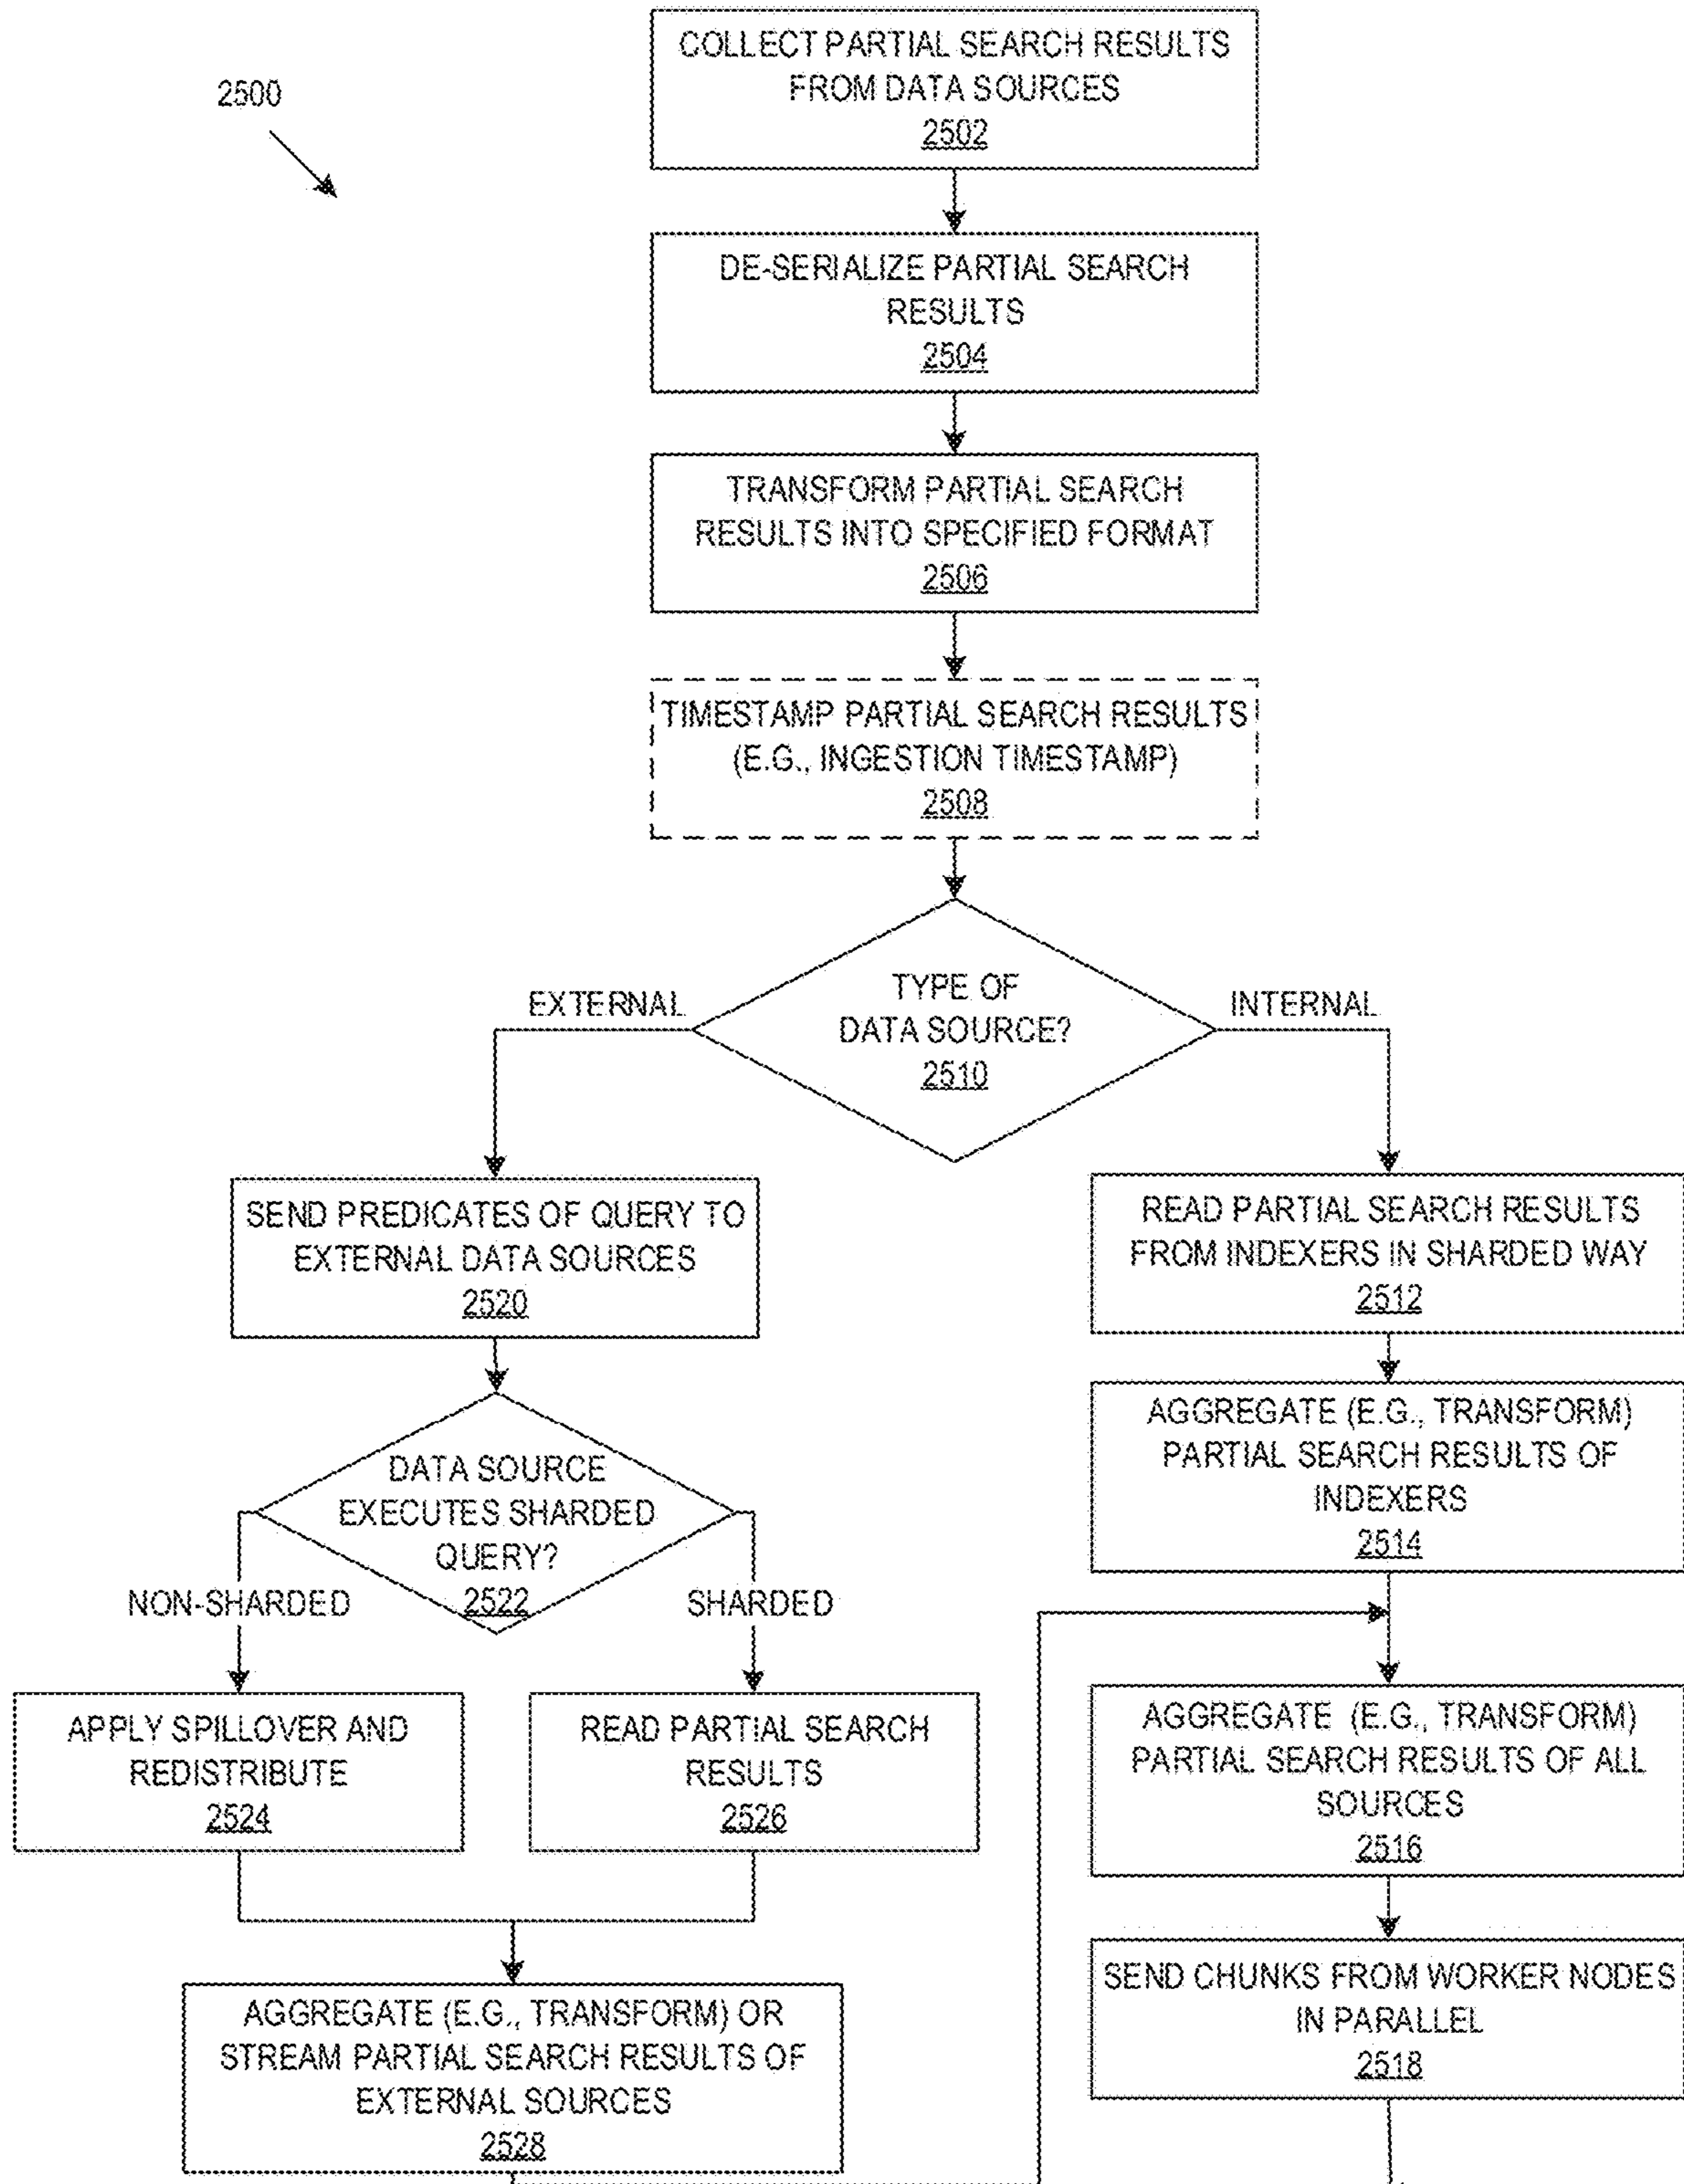 2500
COLLECT PARTIAL SEARCH RESULTS
FROM DATA SOURCES
2502
DE-SERIALIZE PARTIAL SEARCH
RESULTS
2504
TRANSFORM PARTIAL SEARCH
RESULTS INTO SPECIFIED FORMAT
2506
TIMESTAMP PARTIAL SEARCH RESULTS
(E.G., INGESTION TIMESTAMP)
2508
TYPE OF
DATA SOURCE?
2510
EXTERNAL
INTERNAL
SEND PREDICATES OF QUERY TO
EXTERNAL DATA SOURCES
2520
DATA SOURCE
EXECUTES SHARDED
QUERY?
2522
NON-SHARDED
SHARDED
APPLY SPILLOVER AND
REDISTRIBUTE
2524
READ PARTIAL SEARCH
RESULTS
2526
AGGREGATE (E.G., TRANSFORM) OR
STREAM PARTIAL SEARCH RESULTS OF
EXTERNAL SOURCES
2528
READ PARTIAL SEARCH RESULTS
FROM INDEXERS IN SHARDED WAY
2512
AGGREGATE (E.G., TRANSFORM)
PARTIAL SEARCH RESULTS OF
INDEXERS
2514
AGGREGATE (E.G., TRANSFORM)
PARTIAL SEARCH RESULTS OF ALL
SOURCES
2516
SEND CHUNKS FROM WORKER NODES
IN PARALLEL
2518